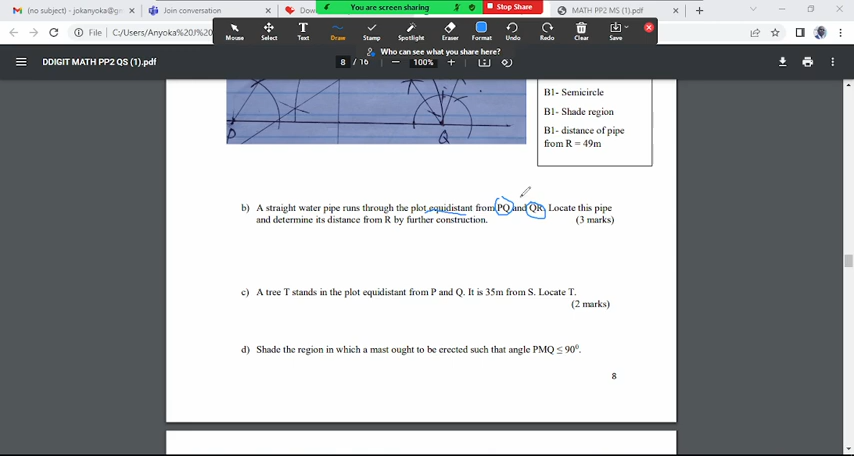 (no subject) - jokanyoka@g
Join conversation
Dow
You are screen sharing
Stop Share
MATH PP2 MS (1).pdf
File
C:/Users/Anyoka%20J%20
Mouse
Select
Text
Draw
Stamp
Spotlight
Eraser
Format
Undo
Redo
Clear
Save
Who can see what you share here?
DDIGIT MATH PP2 QS (1).pdf
8 / 16
100%
P
Q
B1- Semicircle
B1- Shade region
B1- distance of pipe
from R = 49m
b) A straight water pipe runs through the plot equidistant from PQ and QR. Locate this pipe
and determine its distance from R by further construction. (3 marks)
c) A tree T stands in the plot equidistant from P and Q. It is 35m from S. Locate T.
(2 marks)
d) Shade the region in which a mast ought to be erected such that angle PMQ ≤ 90⁰.
8